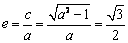 e = c/a = √(a² − 1)/a = √3/2